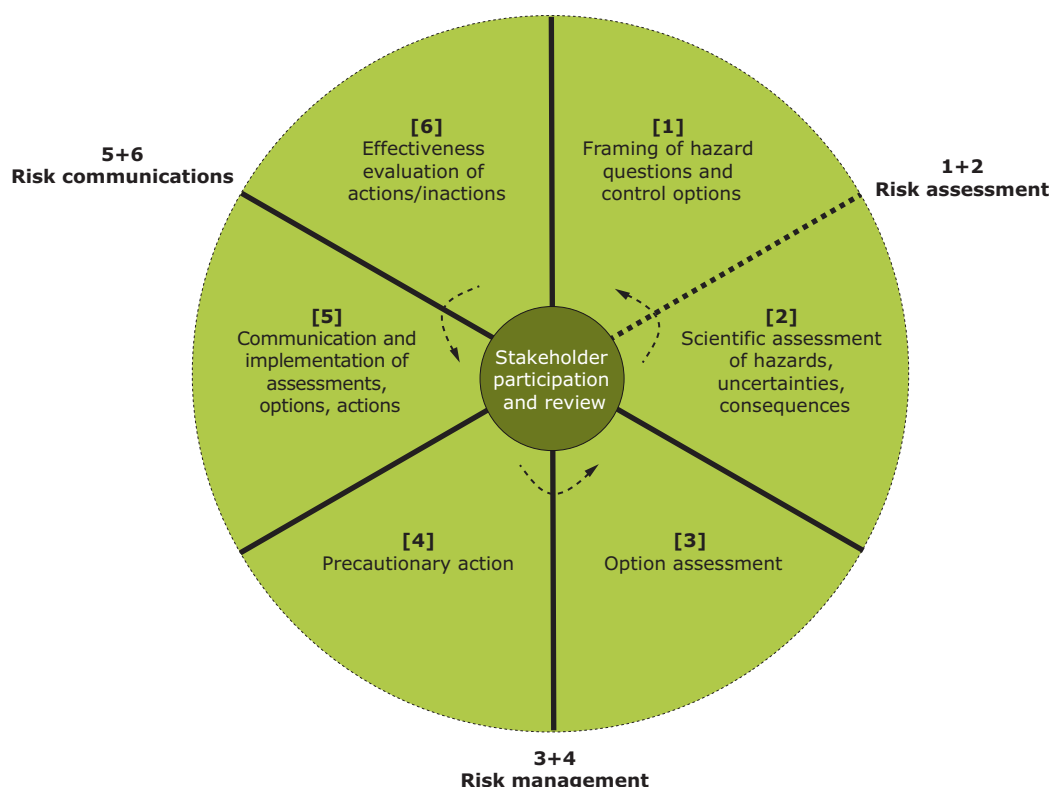 [6]
Effectiveness
evaluation of
actions/inactions
[1]
Framing of hazard
questions and
control options
5+6
Risk communications
1+2
Risk assessment
[5]
Communication and
implementation of
assessments,
options, actions
[2]
Scientific assessment
of hazards,
uncertainties,
consequences
Stakeholder
participation
and review
[4]
Precautionary action
[3]
Option assessment
3+4
Risk management